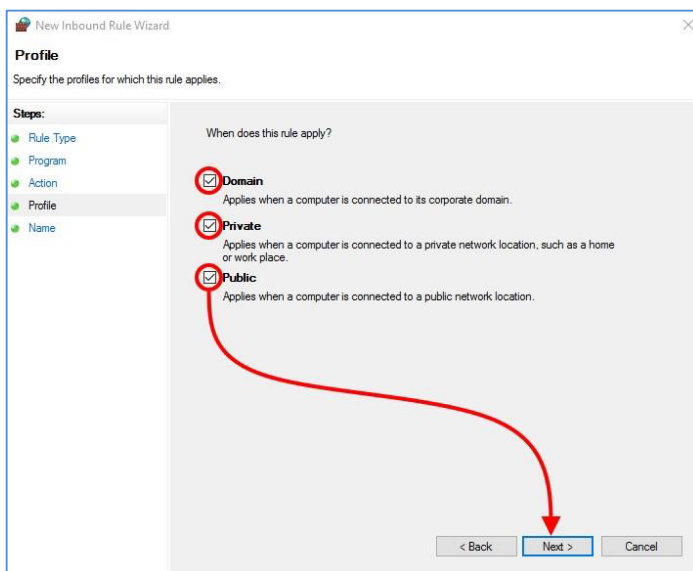 New Inbound Rule Wizard
Profile
Specify the profiles for which this rule applies.
Steps:
Rule Type
Program
Action
Profile
Name
When does this rule apply?
Domain
Applies when a computer is connected to its corporate domain.
Private
Applies when a computer is connected to a private network location, such as a home
or work place.
Public
Applies when a computer is connected to a public network location.
< Back
Next >
Cancel